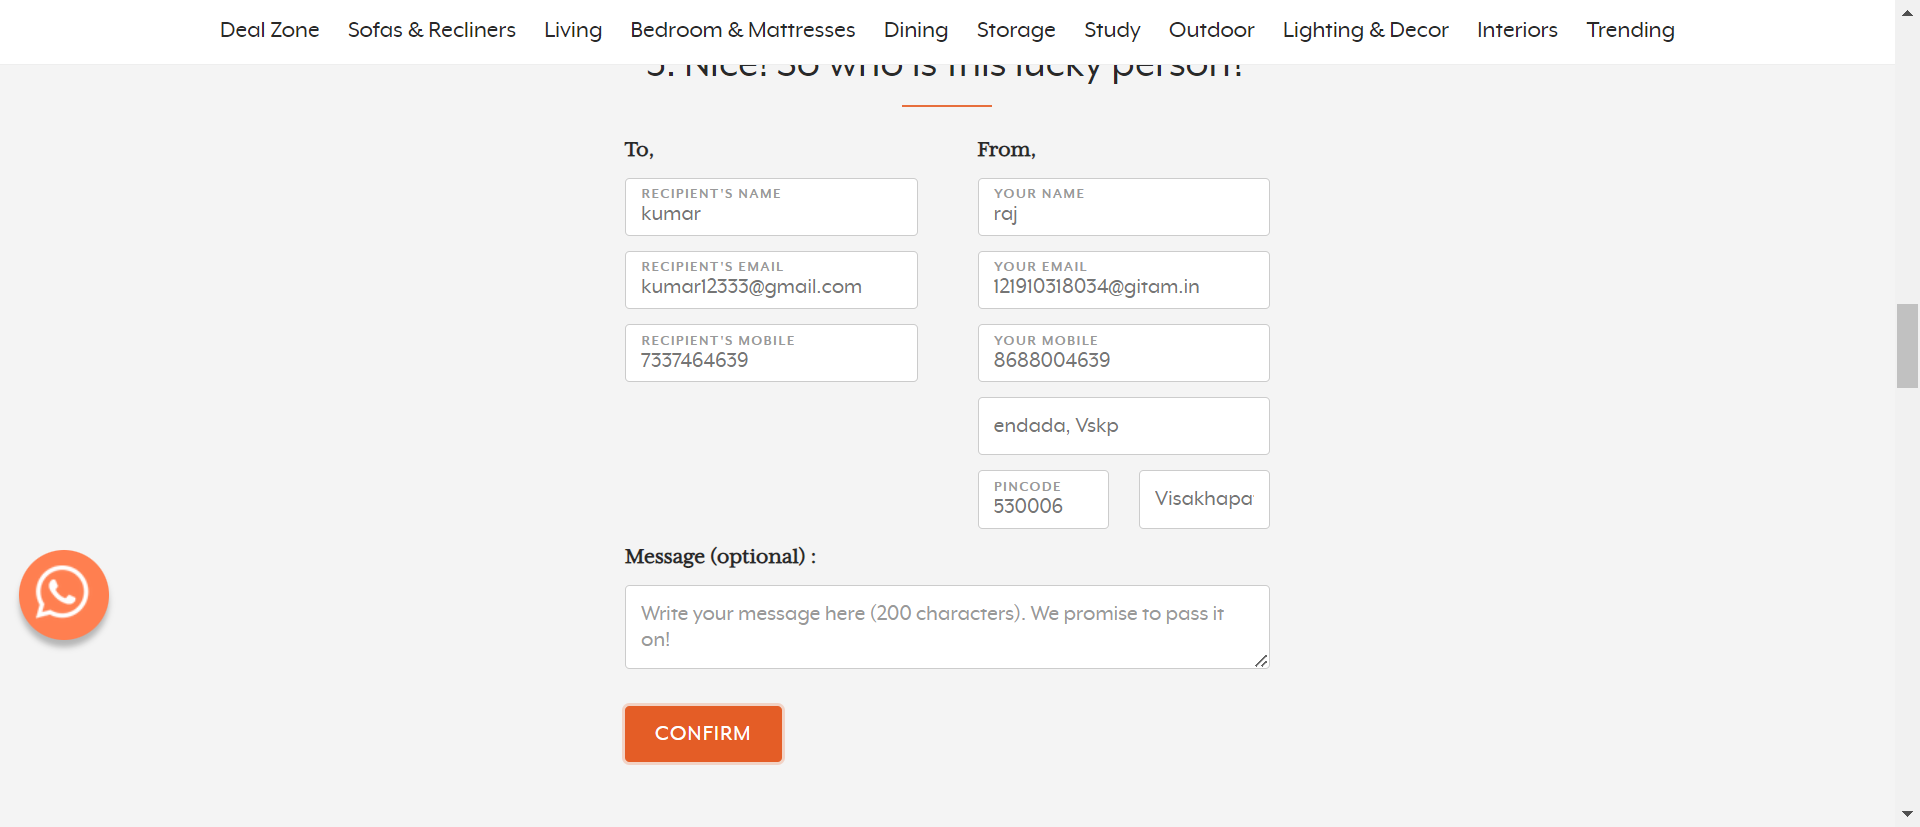 Deal Zone Sofas & Recliners Living Bedroom & Mattresses Dining Storage Study Outdoor Lighting & Decor Interiors Trending
3. Nice! So who is this lucky person?
To,
From,
RECIPIENT'S NAME
kumar
YOUR NAME
raj
RECIPIENT'S EMAIL
kumar12333@gmail.com
YOUR EMAIL
121910318034@gitam.in
RECIPIENT'S MOBILE
7337464639
YOUR MOBILE
8688004639
endada, Vskp
PINCODE
530006
Visakhapa
Message (optional) :
Write your message here (200 characters). We promise to pass it
on!
CONFIRM